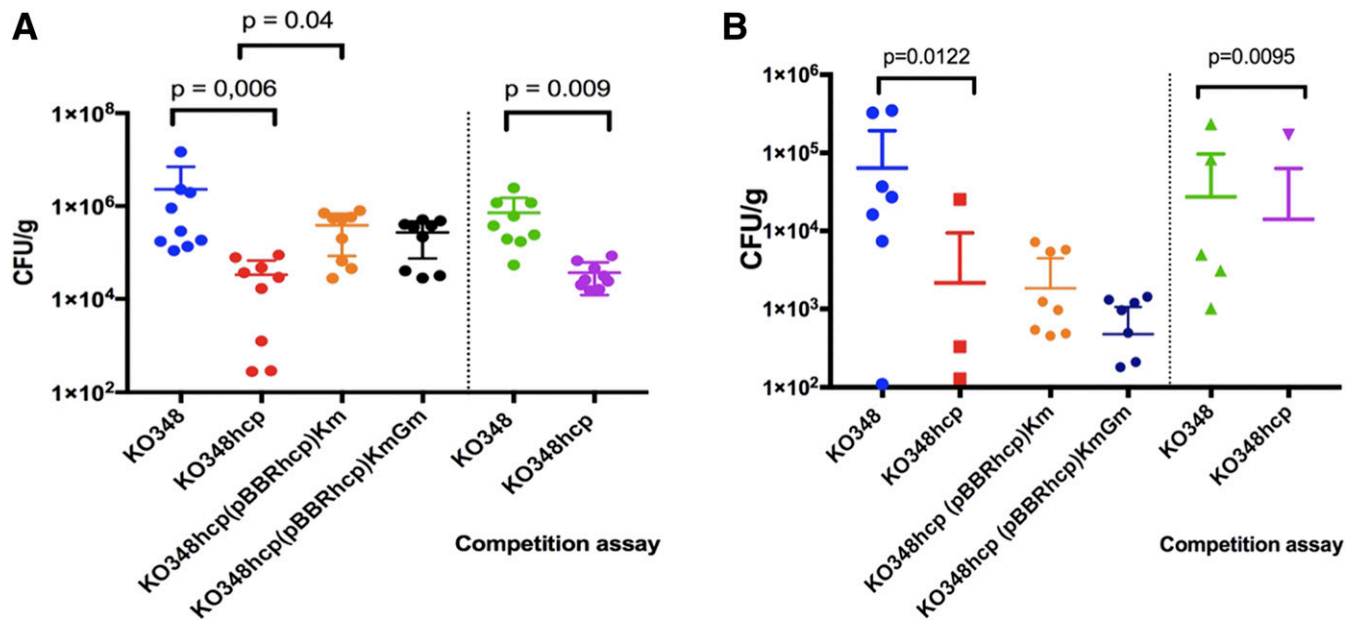 A
p = 0.04
p = 0,006
p = 0.009
1×10⁸
1×10⁶
1×10⁴
1×10²
CFU/g
KO348
KO348hcp
KO348hcp(pBBRhcp)Km
KO348hcp(pBBRhcp)KmGm
KO348
KO348hcp
Competition assay
B
p=0.0122
p=0.0095
1×10⁶
1×10⁵
1×10⁴
1×10³
1×10²
CFU/g
KO348
KO348hcp
KO348hcp (pBBRhcp)Km
KO348hcp (pBBRhcp)KmGm
KO348
KO348hcp
Competition assay